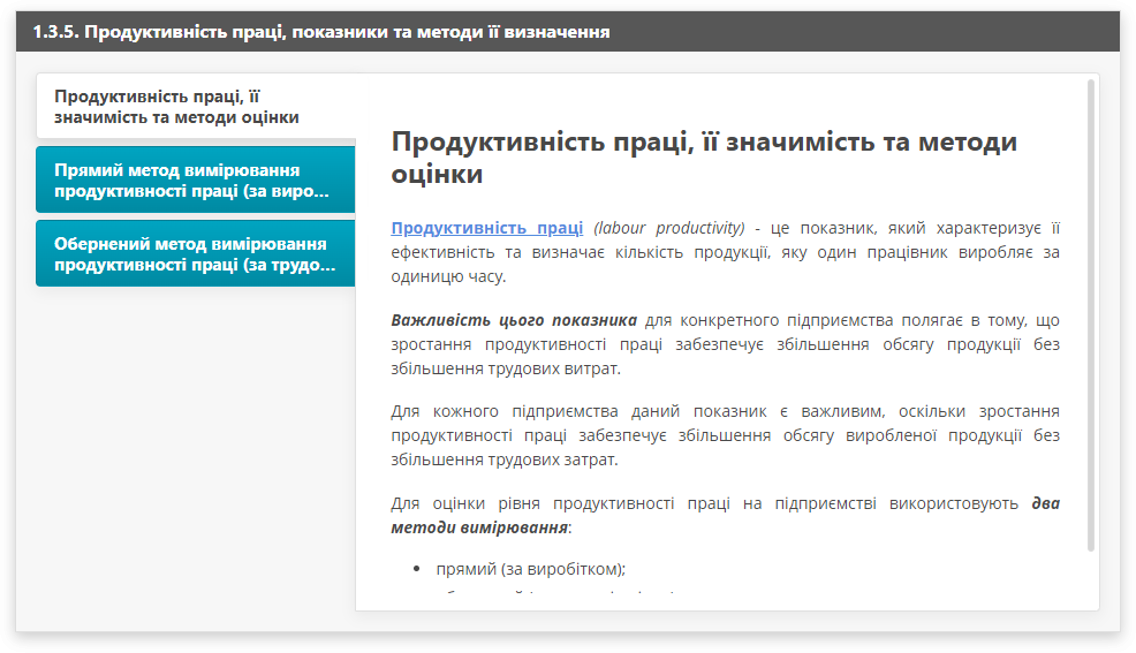 1.3.5. Продуктивність праці, показники та методи її визначення
Продуктивність праці, її
значимість та методи оцінки
Прямий метод вимірювання
продуктивності праці (за виро...
Обернений метод вимірювання
продуктивності праці (за трудо...
Продуктивність праці, її значимість та методи
оцінки
Продуктивність праці (labour productivity) - це показник, який характеризує її
ефективність та визначає кількість продукції, яку один працівник виробляє за
одиницю часу.
Важливість цього показника для конкретного підприємства полягає в тому, що
зростання продуктивності праці забезпечує збільшення обсягу продукції без
збільшення трудових витрат.
Для кожного підприємства даний показник є важливим, оскільки зростання
продуктивності праці забезпечує збільшення обсягу виробленої продукції без
збільшення трудових затрат.
Для оцінки рівня продуктивності праці на підприємстві використовують два
методи вимірювання:
• прямий (за виробітком);